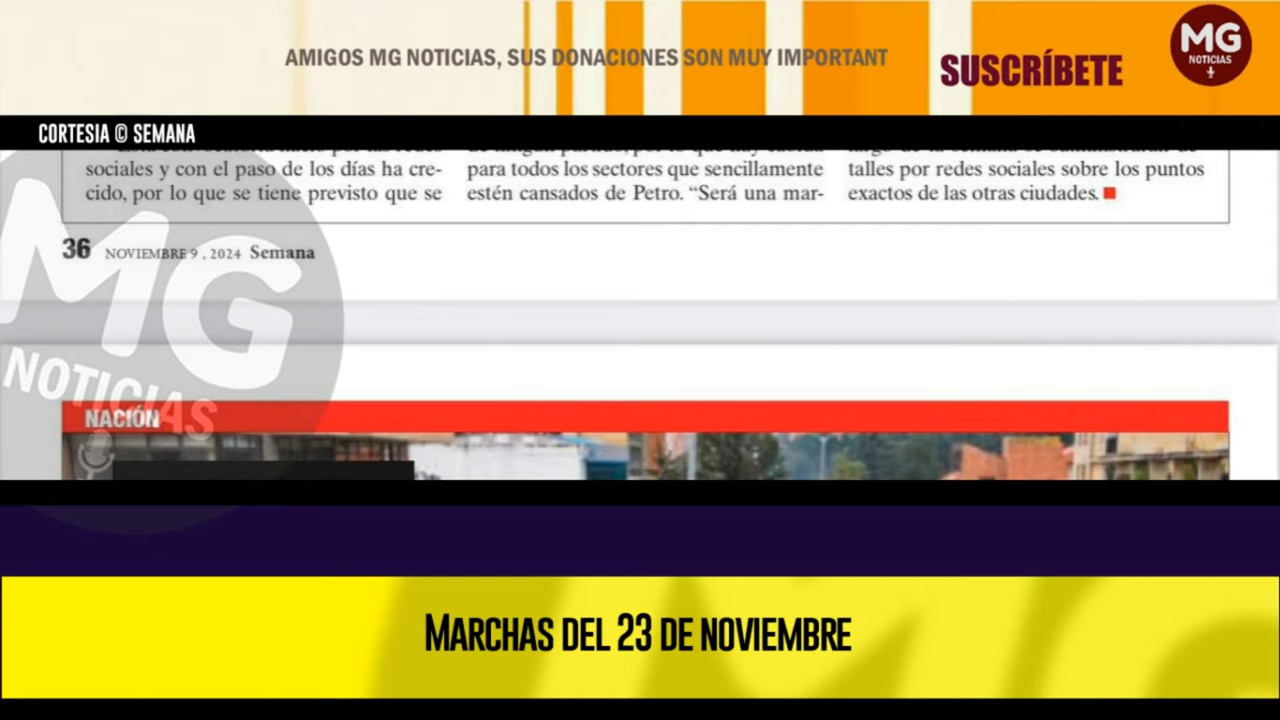 AMIGOS MG NOTICIAS, SUS DONACIONES SON MUY IMPORTANT
SUSCRÍBETE
MG
NOTICIAS
CORTESIA © SEMANA
sociales y con el paso de los días ha cre-
cido, por lo que se tiene previsto que se
para todos los sectores que sencillamente
estén cansados de Petro. “Será una mar-
talles por redes sociales sobre los puntos
exactos de las otras ciudades.
36 NOVIEMBRE 9 , 2024 Semana
MG
NOTICIAS
NACIÓN
MARCHAS DEL 23 DE NOVIEMBRE